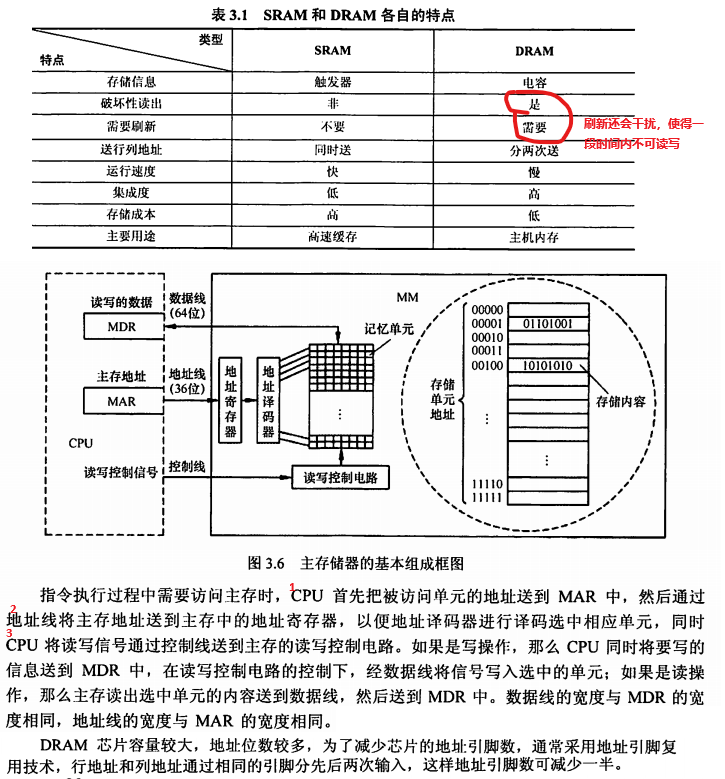 表 3.1 SRAM 和 DRAM 各自的特点
类型
特点
SRAM
DRAM
存储信息 触发器 电容
破坏性读出 非 是
需要刷新 不要 需要
刷新还会干扰，使得一
段时间内不可读写
送行列地址 同时送 分两次送
运行速度 快 慢
集成度 低 高
存储成本 高 低
主要用途 高速缓存 主机内存
读写的数据
MDR
数据线
(64位)
主存地址
MAR
地址线
(36位)
CPU
读写控制信号
控制线
地址寄存器
地址译码器
MM
记忆单元
⋮
读写控制电路
存储
单元
地址
00000
00001 01101001
00010
00011
00100 10101010
存储内容
⋮
⋮
11110
11111
图 3.6 主存储器的基本组成框图
指令执行过程中需要访问主存时，1CPU 首先把被访问单元的地址送到 MAR 中，然后通过
2地址线将主存地址送到主存中的地址寄存器，以便地址译码器进行译码选中相应单元，同时
3CPU 将读写信号通过控制线送到主存的读写控制电路。如果是写操作，那么 CPU 同时将要写的
信息送到 MDR 中，在读写控制电路的控制下，经数据线将信号写入选中的单元；如果是读操
作，那么主存读出选中单元的内容送到数据线，然后送到 MDR 中。数据线的宽度与 MDR 的宽
度相同，地址线的宽度与 MAR 的宽度相同。
DRAM 芯片容量较大，地址位数较多，为了减少芯片的地址引脚数，通常采用地址引脚复
用技术，行地址和列地址通过相同的引脚分先后两次输入，这样地址引脚数可减少一半。